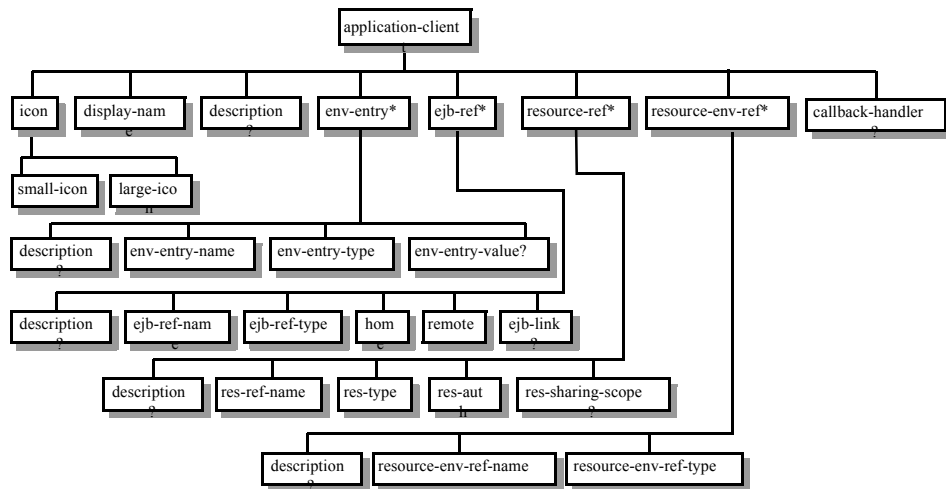 application-client
t
icon
display-nam
e
description
?
env-entry*
ejb-ref*
resource-ref*
resource-env-ref*
callback-handler
?
small-icon
large-ico
n
description
?
env-entry-name
env-entry-type
env-entry-value?
description
?
ejb-ref-nam
e
ejb-ref-type
hom
e
remote
ejb-link
?
description
?
res-ref-name
res-type
res-aut
h
res-sharing-scope
?
description
?
resource-env-ref-name
resource-env-ref-type